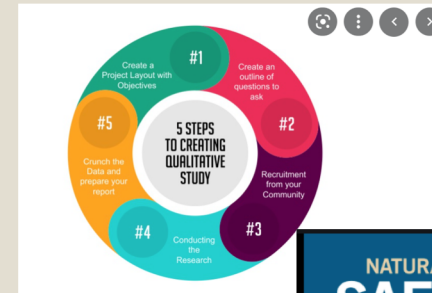 #1
Create a
Project Layout with
Objectives
Create an
outline of
questions to
ask
#2
Recruitment
from your
Community
#3
Conducting
the
Research
#4
Crunch the
Data and
prepare your
report
#5
5 STEPS
TO CREATING
QUALITATIVE
STUDY